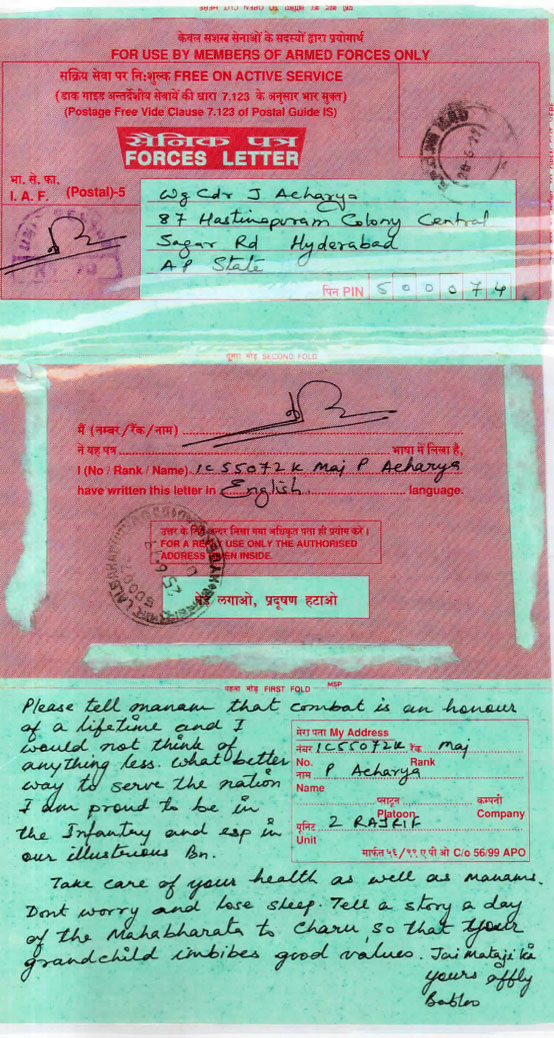 केवल सशस्त्र सेनाओं के सदस्यों द्वारा प्रयोगार्थ
FOR USE BY MEMBERS OF ARMED FORCES ONLY
सक्रिय सेवा पर निःशुल्क FREE ON ACTIVE SERVICE
(डाक गाइड अन्तर्देशीय सेवायें की धारा 7.123 के अनुसार भार मुक्त)
(Postage Free Vide Clause 7.123 of Postal Guide IS)
सैनिक पत्र
FORCES LETTER
भा. से. फा.
I. A. F. (Postal)-5
Wg Cdr J Acharya
87 Hastinapuram Colony Central
Sagar Rd Hyderabad
AP State
पिन PIN 500074
दूसरा मोड़ SECOND FOLD
मैं (नम्बर/रैंक/नाम)
ने यह पत्र भाषा में लिखा है,
I (No / Rank / Name) IC 55072K Maj P Acharya
have written this letter in English language.
उत्तर के लिए अन्दर लिखा गया अधिकृत पता ही प्रयोग करें।
FOR A REPLY USE ONLY THE AUTHORISED
ADDRESS GIVEN INSIDE.
पेड़ लगाओ, प्रदूषण हटाओ
पहला मोड़ FIRST FOLD MSP
Please tell manam that combat is an honour
of a lifetime and I
would not think of
anything less. What better
way to serve the nation
I am proud to be in
the Infantry and esp in
our illustrious Bn.
मेरा पता My Address
नंबर IC55072K रैंक Maj
No. Rank
नाम P Acharya
Name
प्लाटून कम्पनी
Platoon Company
यूनिट 2 RAJRIF
Unit
मार्फत ५६/९९ ए पी ओ C/o 56/99 APO
Take care of your health as well as manams.
Dont worry and lose sleep. Tell a story a day
of the Mahabharata to Charu, so that your
grandchild imbibes good values. Jai Mataji ki
yours affly
Babloo